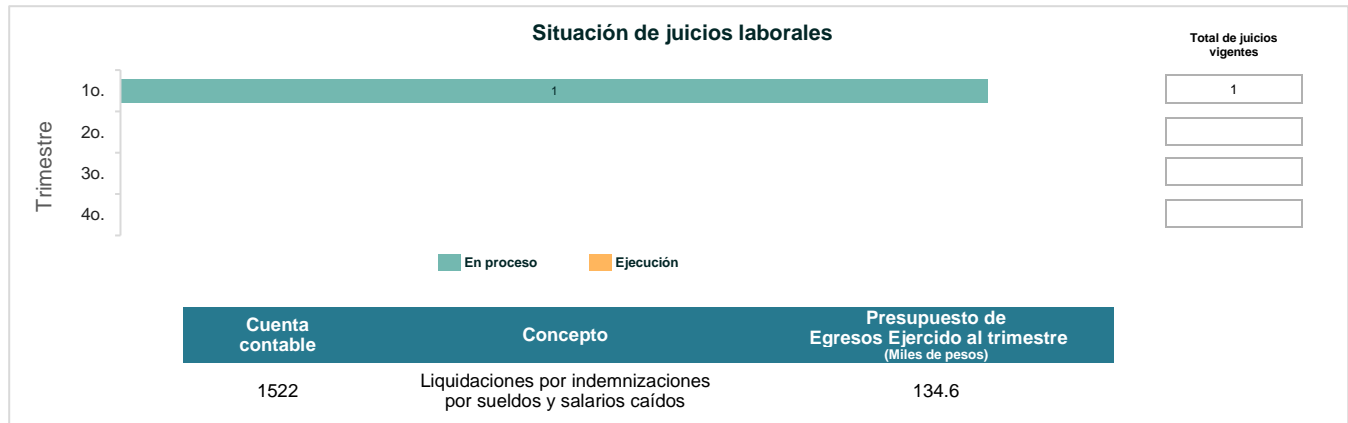 Situación de juicios laborales
Total de juicios
vigentes
Trimestre
1o.
1
1
2o.
3o.
4o.
En proceso
Ejecución
Cuenta
contable
Concepto
Presupuesto de
Egresos Ejercido al trimestre
(Miles de pesos)
1522
Liquidaciones por indemnizaciones
por sueldos y salarios caídos
134.6